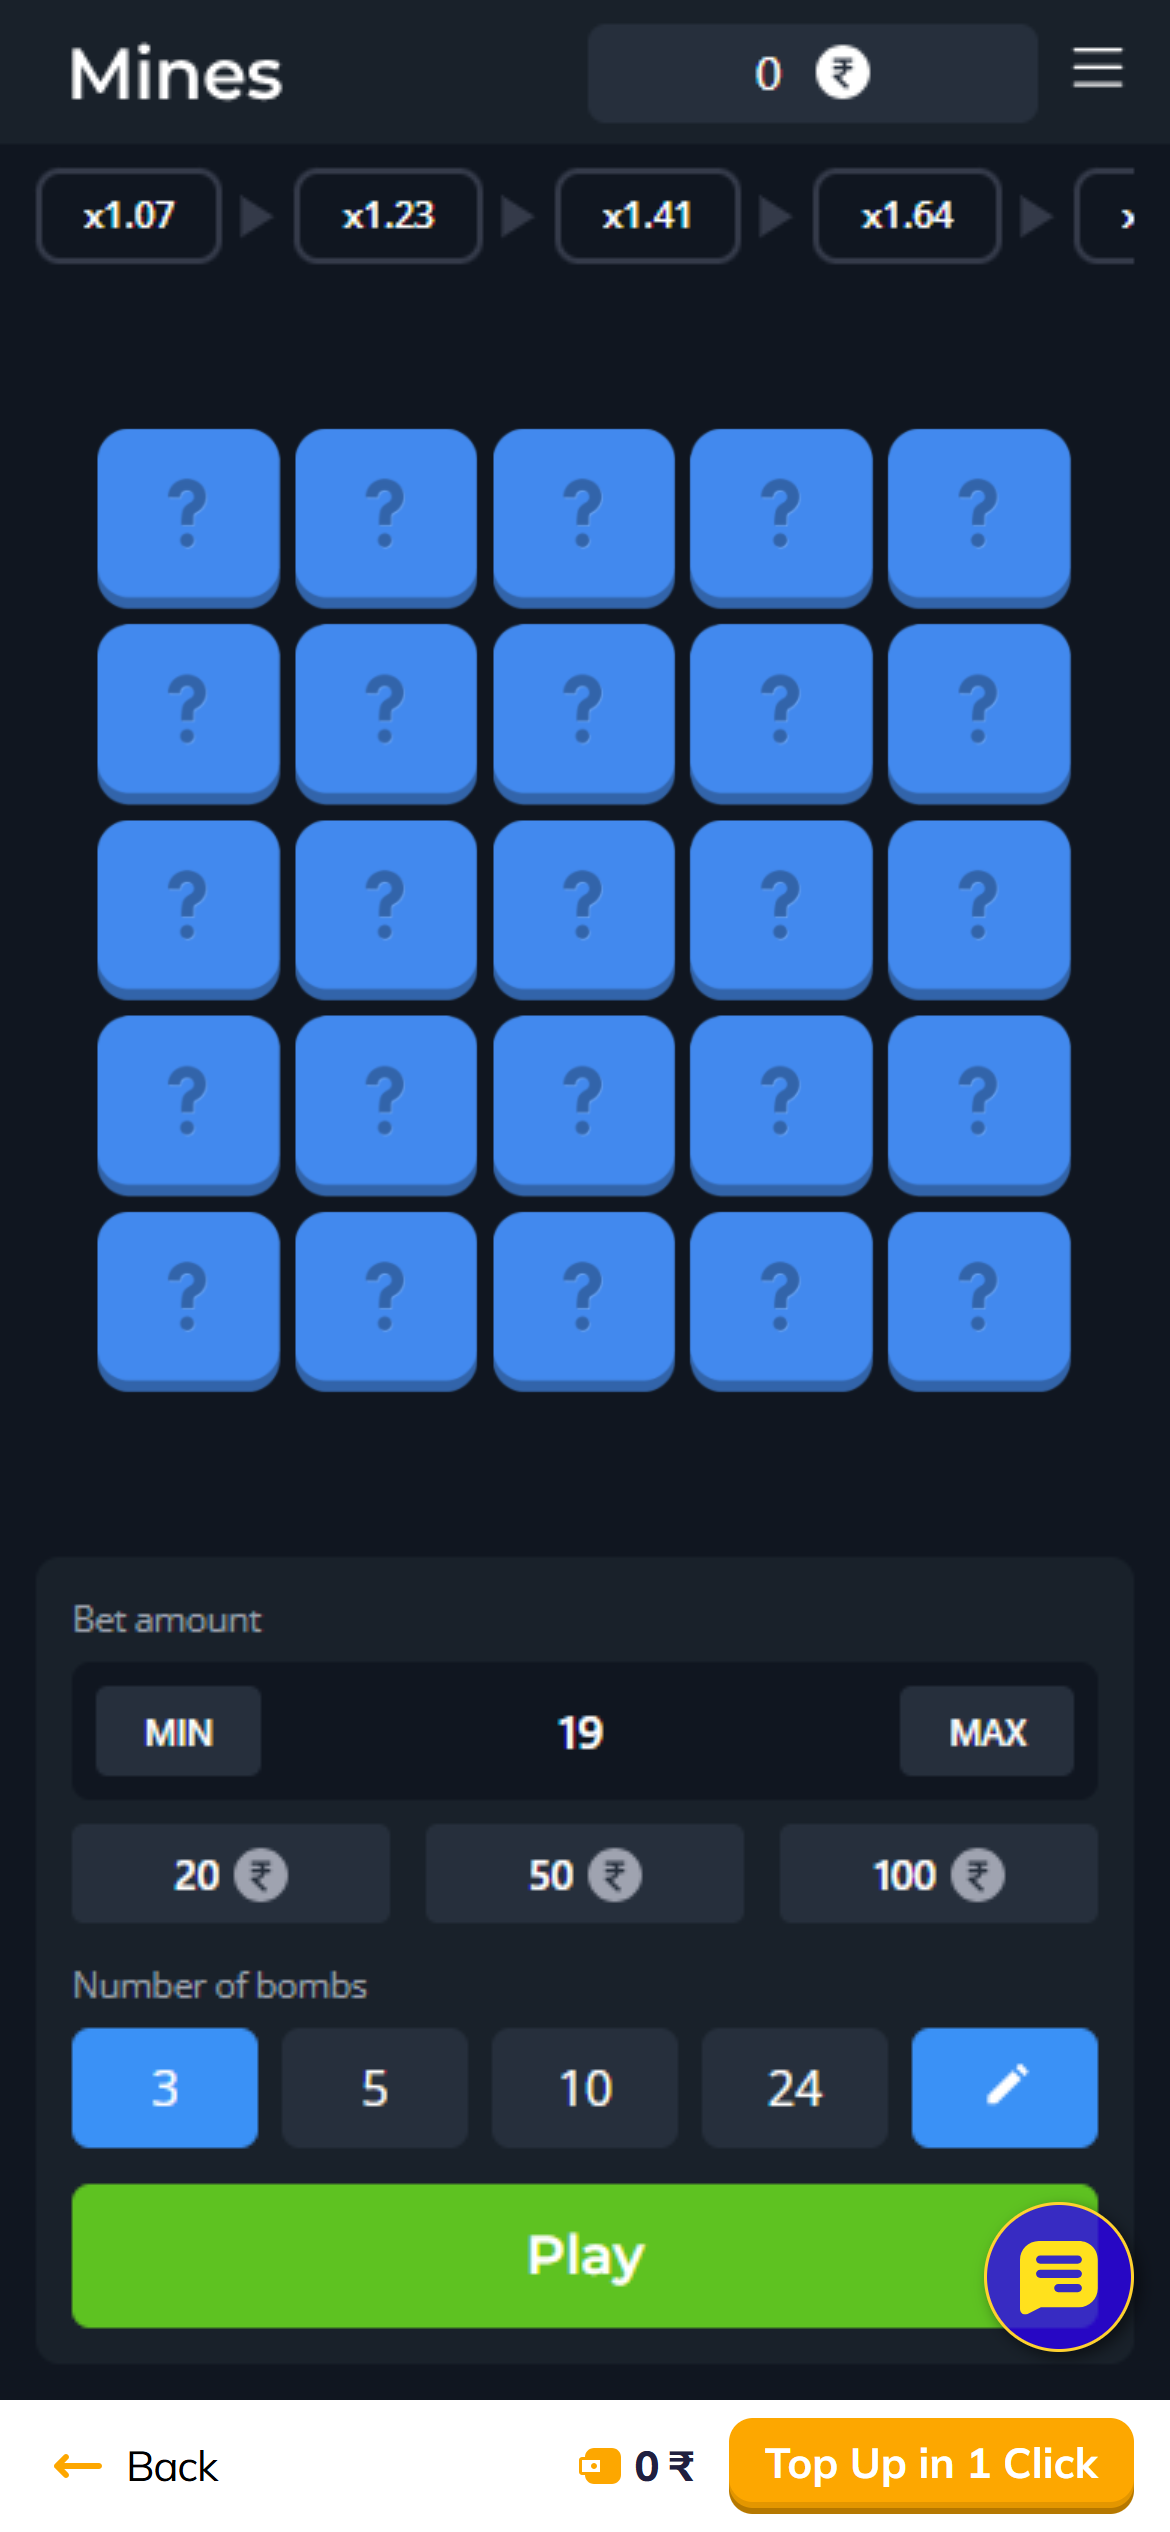 Mines
0 ₹
x1.07 x1.23 x1.41 x1.64
? ? ? ? ?
? ? ? ? ?
? ? ? ? ?
? ? ? ? ?
? ? ? ? ?
Bet amount
MIN 19 MAX
20 ₹ 50 ₹ 100 ₹
Number of bombs
3 5 10 24
Play
Back 0 ₹ Top Up in 1 Click